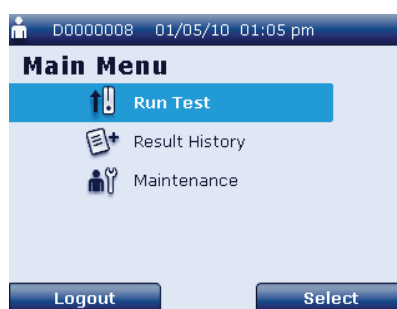 D0000008 01/05/10 01:05 pm
Main Menu
Run Test
Result History
Maintenance
Logout Select